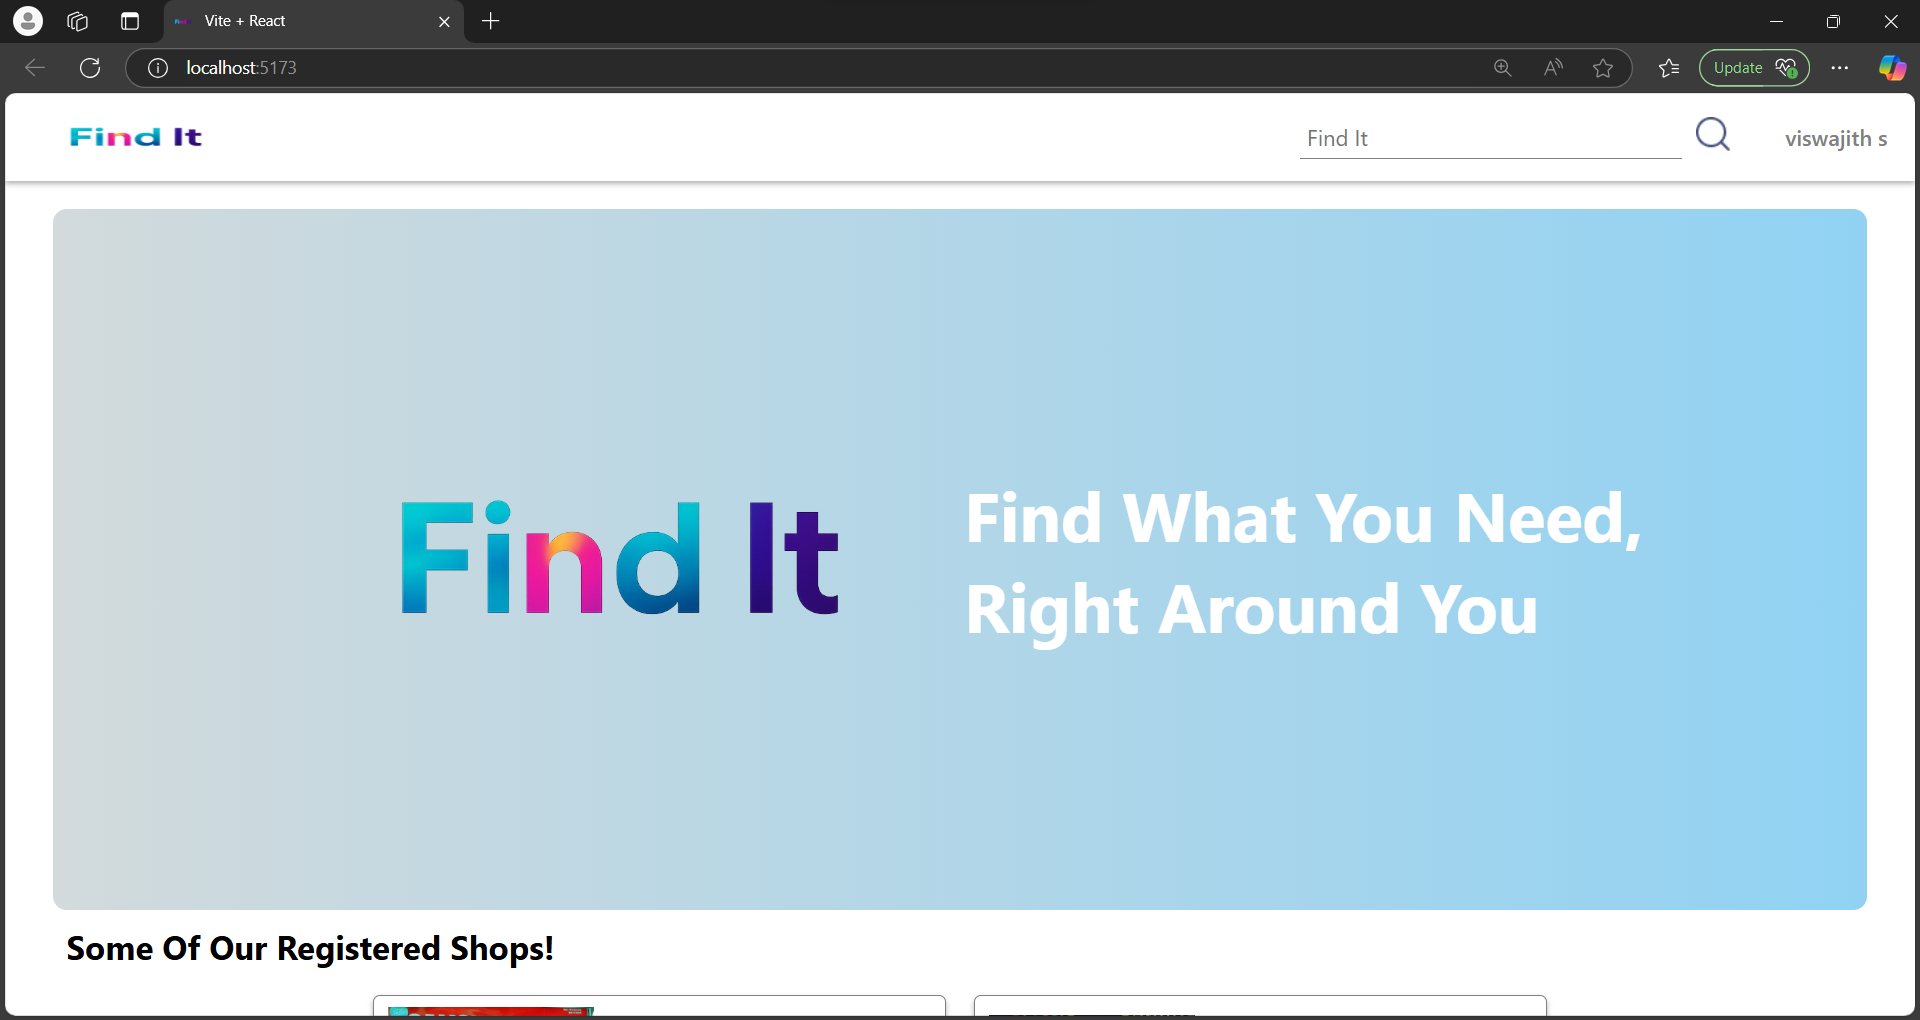 Vite + React
localhost:5173
Update
Find It
Find It
viswajith s
Find It
Find What You Need,
Right Around You
Some Of Our Registered Shops!